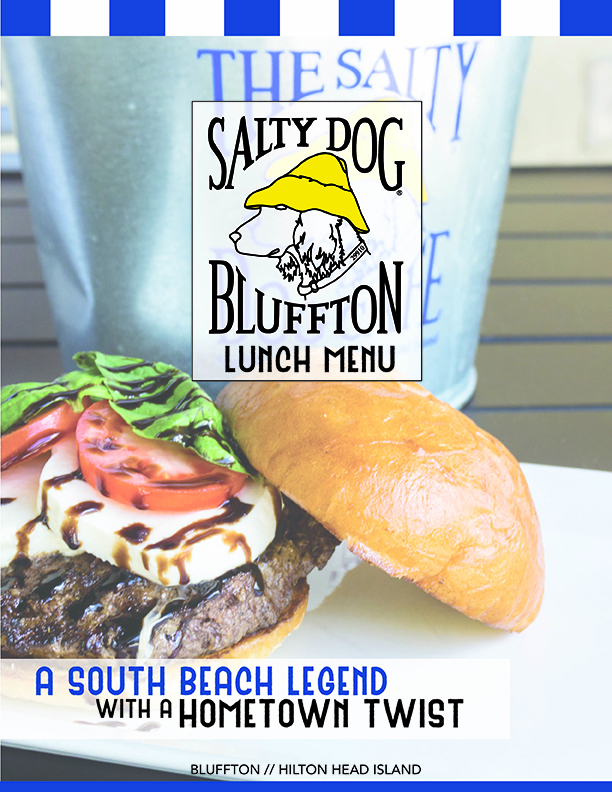 THE SALTY
SALTY DOG
®
BLUFFTON
LUNCH MENU
A SOUTH BEACH LEGEND
WITH A HOMETOWN TWIST
BLUFFTON // HILTON HEAD ISLAND